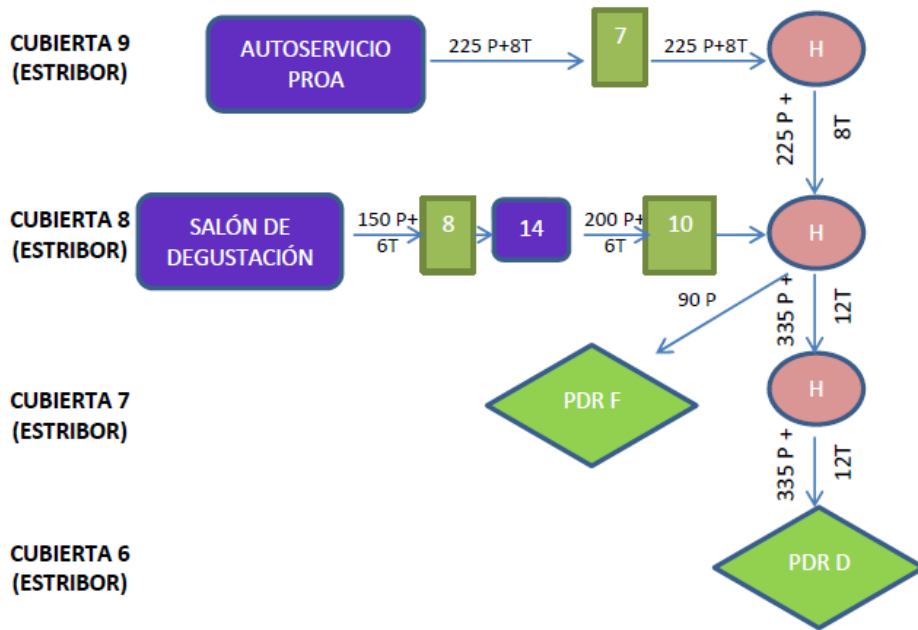 CUBIERTA 9
(ESTRIBOR)
AUTOSERVICIO
PROA
225 P+8T
7
225 P+8T
H
225 P +
8T
CUBIERTA 8
(ESTRIBOR)
SALÓN DE
DEGUSTACIÓN
150 P+
6T
8
14
200 P+
6T
10
H
90 P
335 P +
12T
CUBIERTA 7
(ESTRIBOR)
PDR F
H
335 P +
12T
CUBIERTA 6
(ESTRIBOR)
PDR D